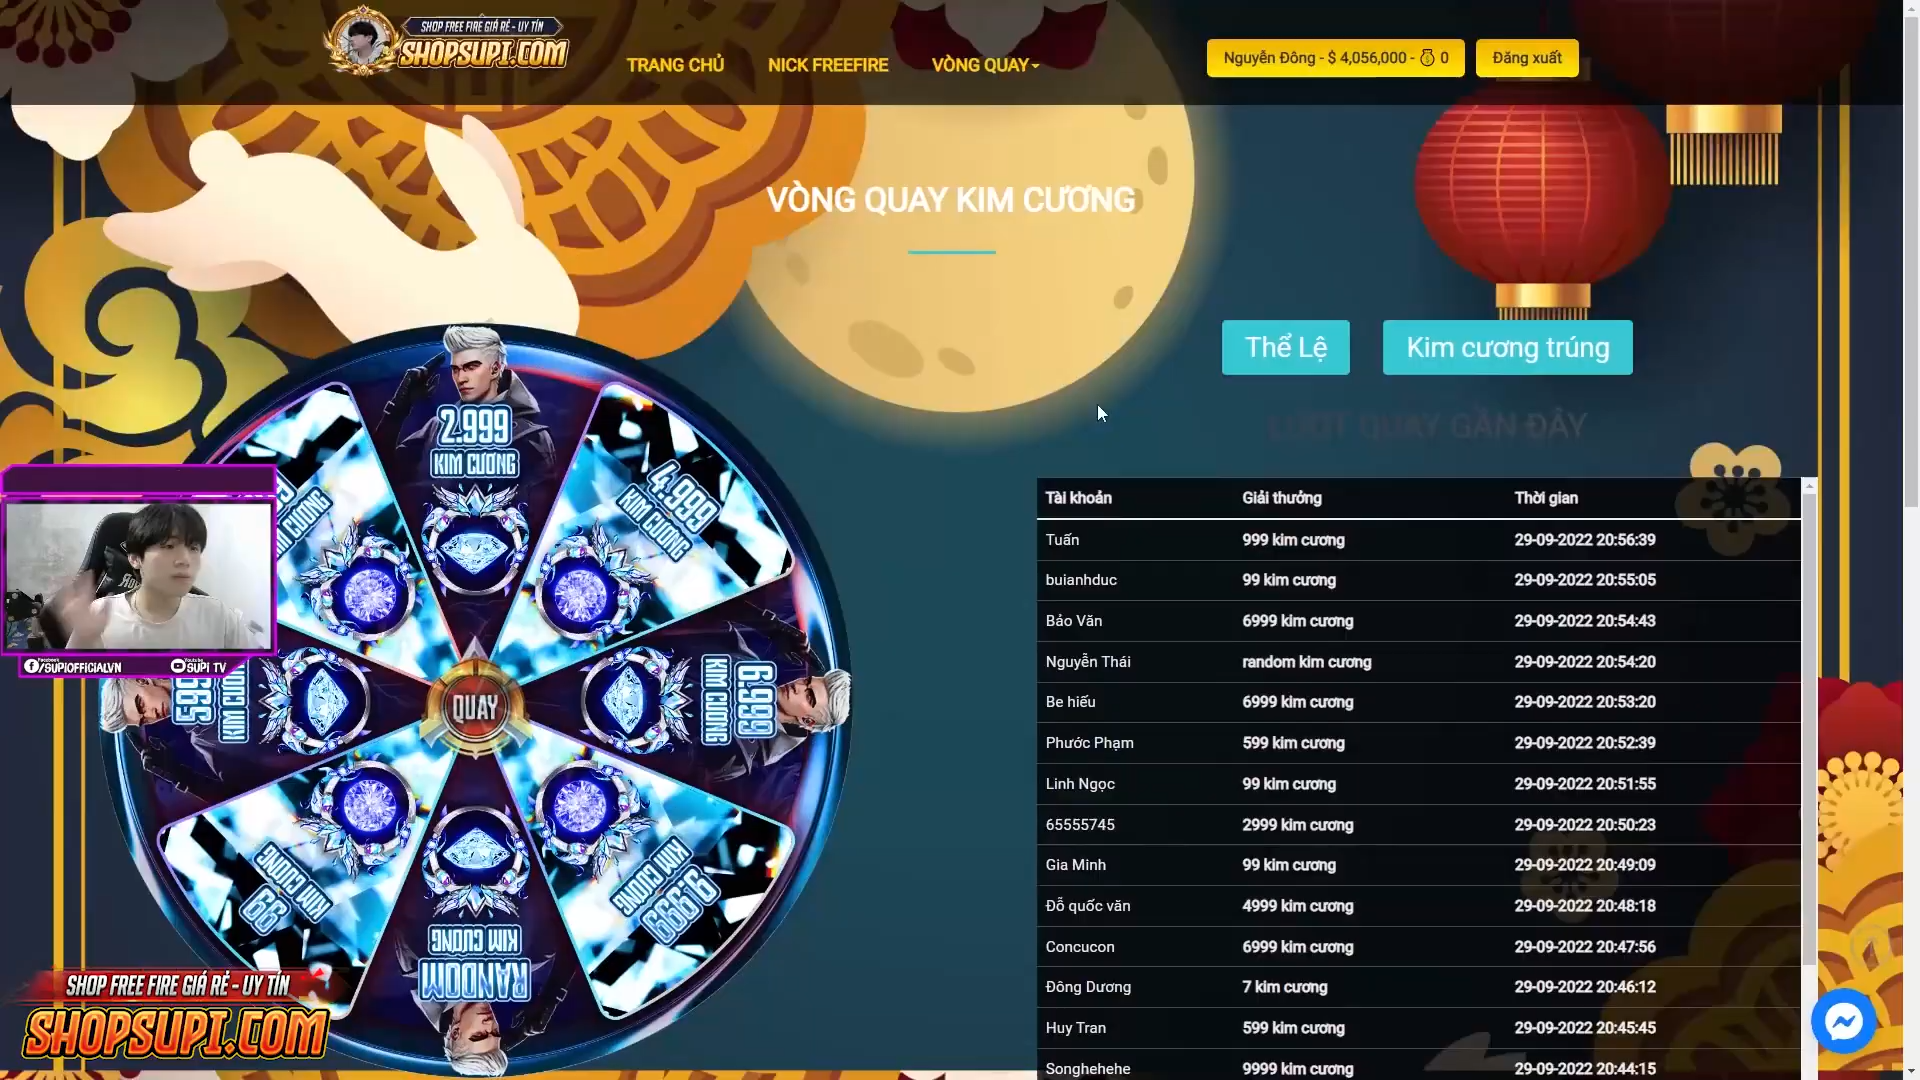 SHOP FREE FIRE GIÁ RẺ - UY TÍN
SHOPSUPI.COM
TRANG CHỦ
NICK FREEFIRE
VÒNG QUAY
Nguyễn Đông - $ 4,056,000 - 0
Đăng xuất
VÒNG QUAY KIM CƯƠNG
Thể Lệ
Kim cương trúng
LƯỢT QUAY GẦN ĐÂY
2.999
KIM CƯƠNG
4.999
KIM CƯƠNG
6.999
KIM CƯƠNG
9.999
KIM CƯƠNG
RANDOM
KIM CƯƠNG
99
KIM CƯƠNG
599
KIM CƯƠNG
QUAY
Facebook
/SUPIOFFICIALVN
Youtube
SUPI TV
Tài khoản Giải thưởng Thời gian
Tuấn 999 kim cương 29-09-2022 20:56:39
buianhduc 99 kim cương 29-09-2022 20:55:05
Bảo Văn 6999 kim cương 29-09-2022 20:54:43
Nguyễn Thái random kim cương 29-09-2022 20:54:20
Be hiếu 6999 kim cương 29-09-2022 20:53:20
Phước Phạm 599 kim cương 29-09-2022 20:52:39
Linh Ngọc 99 kim cương 29-09-2022 20:51:55
65555745 2999 kim cương 29-09-2022 20:50:23
Gia Minh 99 kim cương 29-09-2022 20:49:09
Đỗ quốc văn 4999 kim cương 29-09-2022 20:48:18
Concucon 6999 kim cương 29-09-2022 20:47:56
Đông Dương 7 kim cương 29-09-2022 20:46:12
Huy Tran 599 kim cương 29-09-2022 20:45:45
Songhehehe 9999 kim cương 29-09-2022 20:44:15
SHOP FREE FIRE GIÁ RẺ - UY TÍN
SHOPSUPI.COM